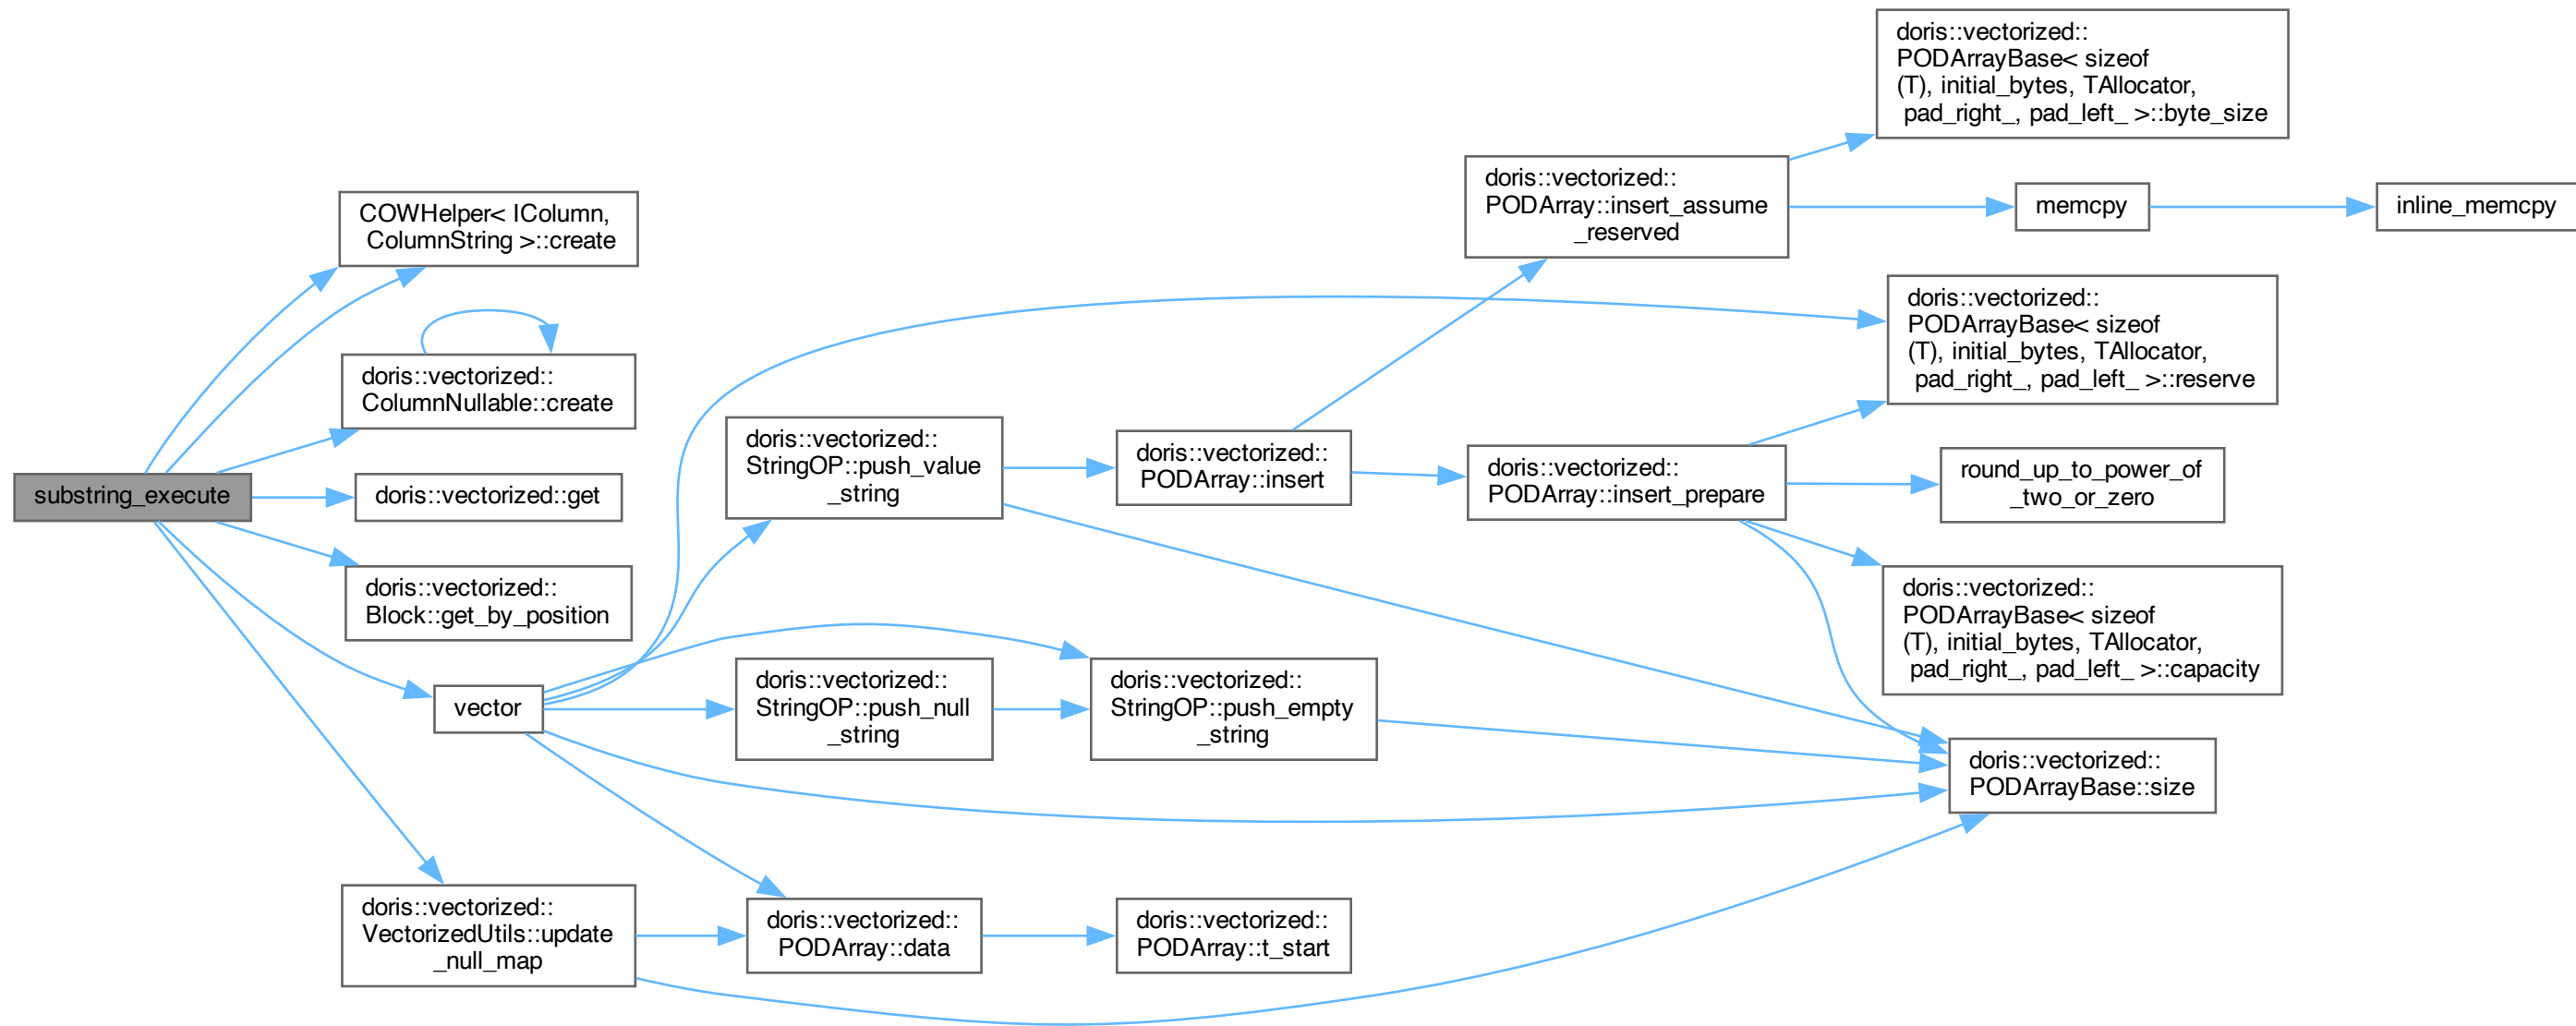 substring_execute
COWHelper< IColumn,
ColumnString >::create
doris::vectorized::
ColumnNullable::create
doris::vectorized::get
doris::vectorized::
Block::get_by_position
vector
doris::vectorized::
VectorizedUtils::update
_null_map
doris::vectorized::
StringOP::push_value
_string
doris::vectorized::
StringOP::push_null
_string
doris::vectorized::
PODArray::data
doris::vectorized::
PODArray::insert
doris::vectorized::
StringOP::push_empty
_string
doris::vectorized::
PODArray::t_start
doris::vectorized::
PODArray::insert_assume
_reserved
doris::vectorized::
PODArray::insert_prepare
doris::vectorized::
PODArrayBase< sizeof
(T), initial_bytes, TAllocator,
pad_right_, pad_left_ >::byte_size
memcpy
inline_memcpy
doris::vectorized::
PODArrayBase< sizeof
(T), initial_bytes, TAllocator,
pad_right_, pad_left_ >::reserve
round_up_to_power_of
_two_or_zero
doris::vectorized::
PODArrayBase< sizeof
(T), initial_bytes, TAllocator,
pad_right_, pad_left_ >::capacity
doris::vectorized::
PODArrayBase::size